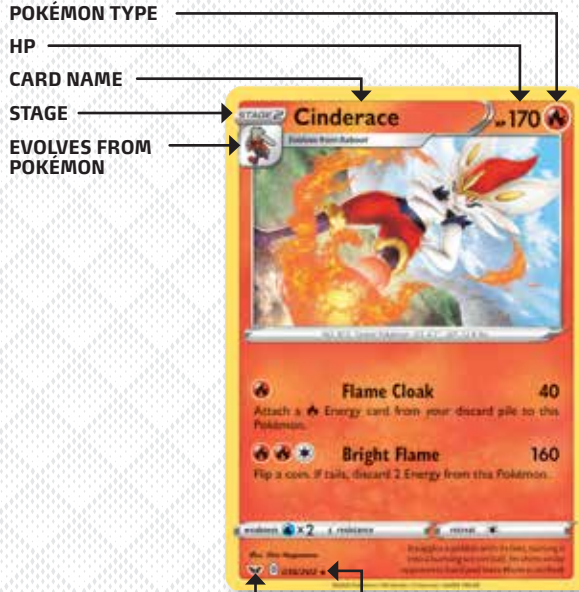 POKÉMON TYPE
HP
CARD NAME
STAGE
EVOLVES FROM
POKÉMON
STAGE 2
Cinderace
HP 170
Evolves from Raboot
Flame Cloak 40
Attach a Energy card from your discard pile to this
Pokémon.
Bright Flame 160
Flip a coin. If tails, discard 2 Energy from this Pokémon.
weakness ×2 resistance retreat